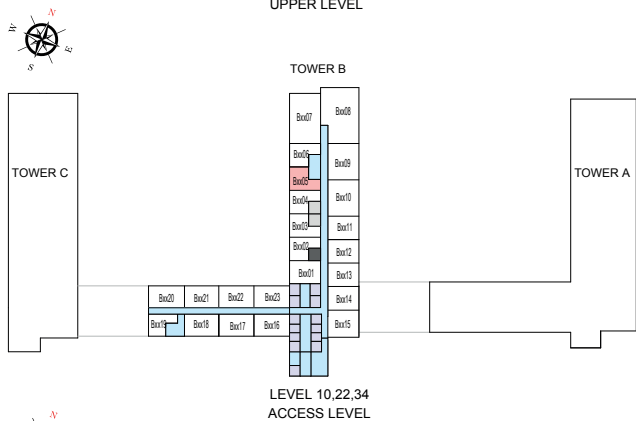 UPPER LEVEL
N
W
E
S
TOWER B
Bxx07
Bxx08
Bxx06
Bxx09
TOWER C
TOWER A
Bxx05
Bxx10
Bxx04
Bxx03
Bxx11
Bxx02
Bxx12
Bxx01
Bxx13
Bxx20
Bxx21
Bxx22
Bxx23
Bxx14
Bxx19
Bxx18
Bxx17
Bxx16
Bxx15
LEVEL 10,22,34
ACCESS LEVEL
N